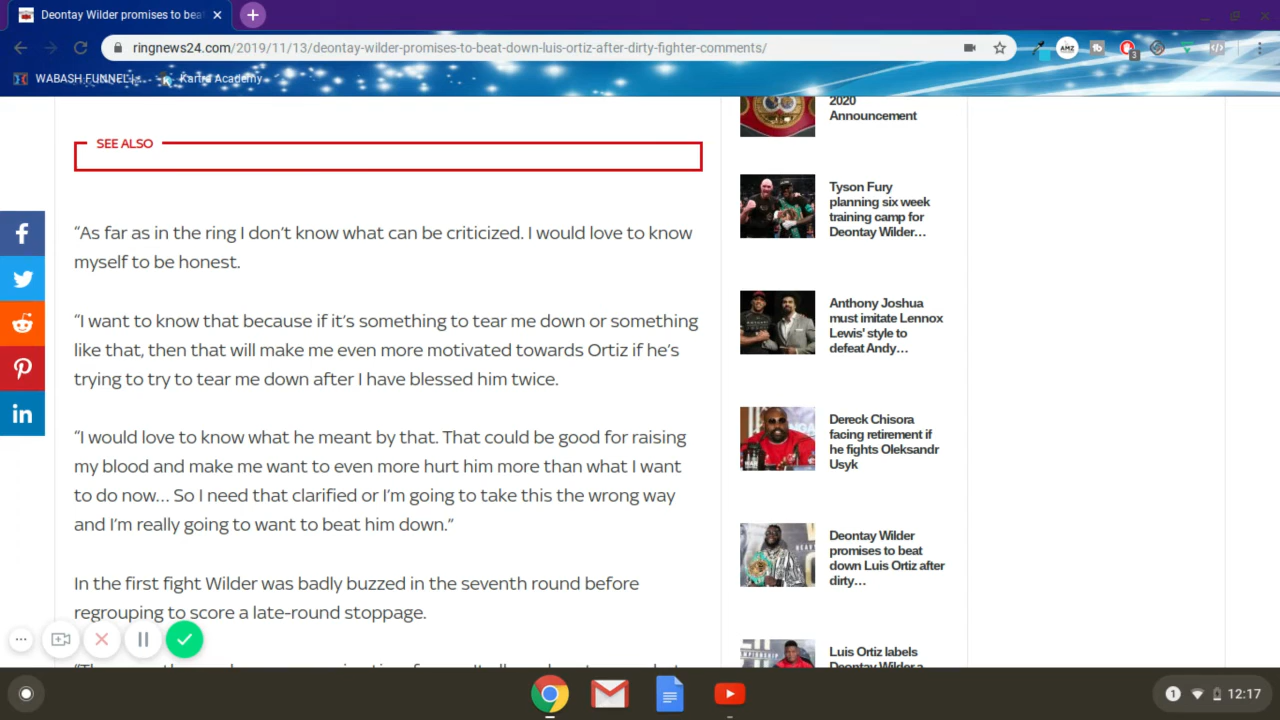 Deontay Wilder promises to bea
ringnews24.com/2019/11/13/deontay-wilder-promises-to-beat-down-luis-ortiz-after-dirty-fighter-comments/
AMZ
3
WABASH FUNNEL |...
Kartra Academy
SEE ALSO
“As far as in the ring I don’t know what can be criticized. I would love to know
myself to be honest.
“I want to know that because if it’s something to tear me down or something
like that, then that will make me even more motivated towards Ortiz if he’s
trying to try to tear me down after I have blessed him twice.
“I would love to know what he meant by that. That could be good for raising
my blood and make me want to even more hurt him more than what I want
to do now… So I need that clarified or I’m going to take this the wrong way
and I’m really going to want to beat him down.”
In the first fight Wilder was badly buzzed in the seventh round before
regrouping to score a late-round stoppage.
2020
Announcement
Tyson Fury
planning six week
training camp for
Deontay Wilder...
Anthony Joshua
must imitate Lennox
Lewis' style to
defeat Andy...
Dereck Chisora
facing retirement if
he fights Oleksandr
Usyk
Deontay Wilder
promises to beat
down Luis Ortiz after
dirty...
Luis Ortiz labels
Deontay Wilder a
1
12:17